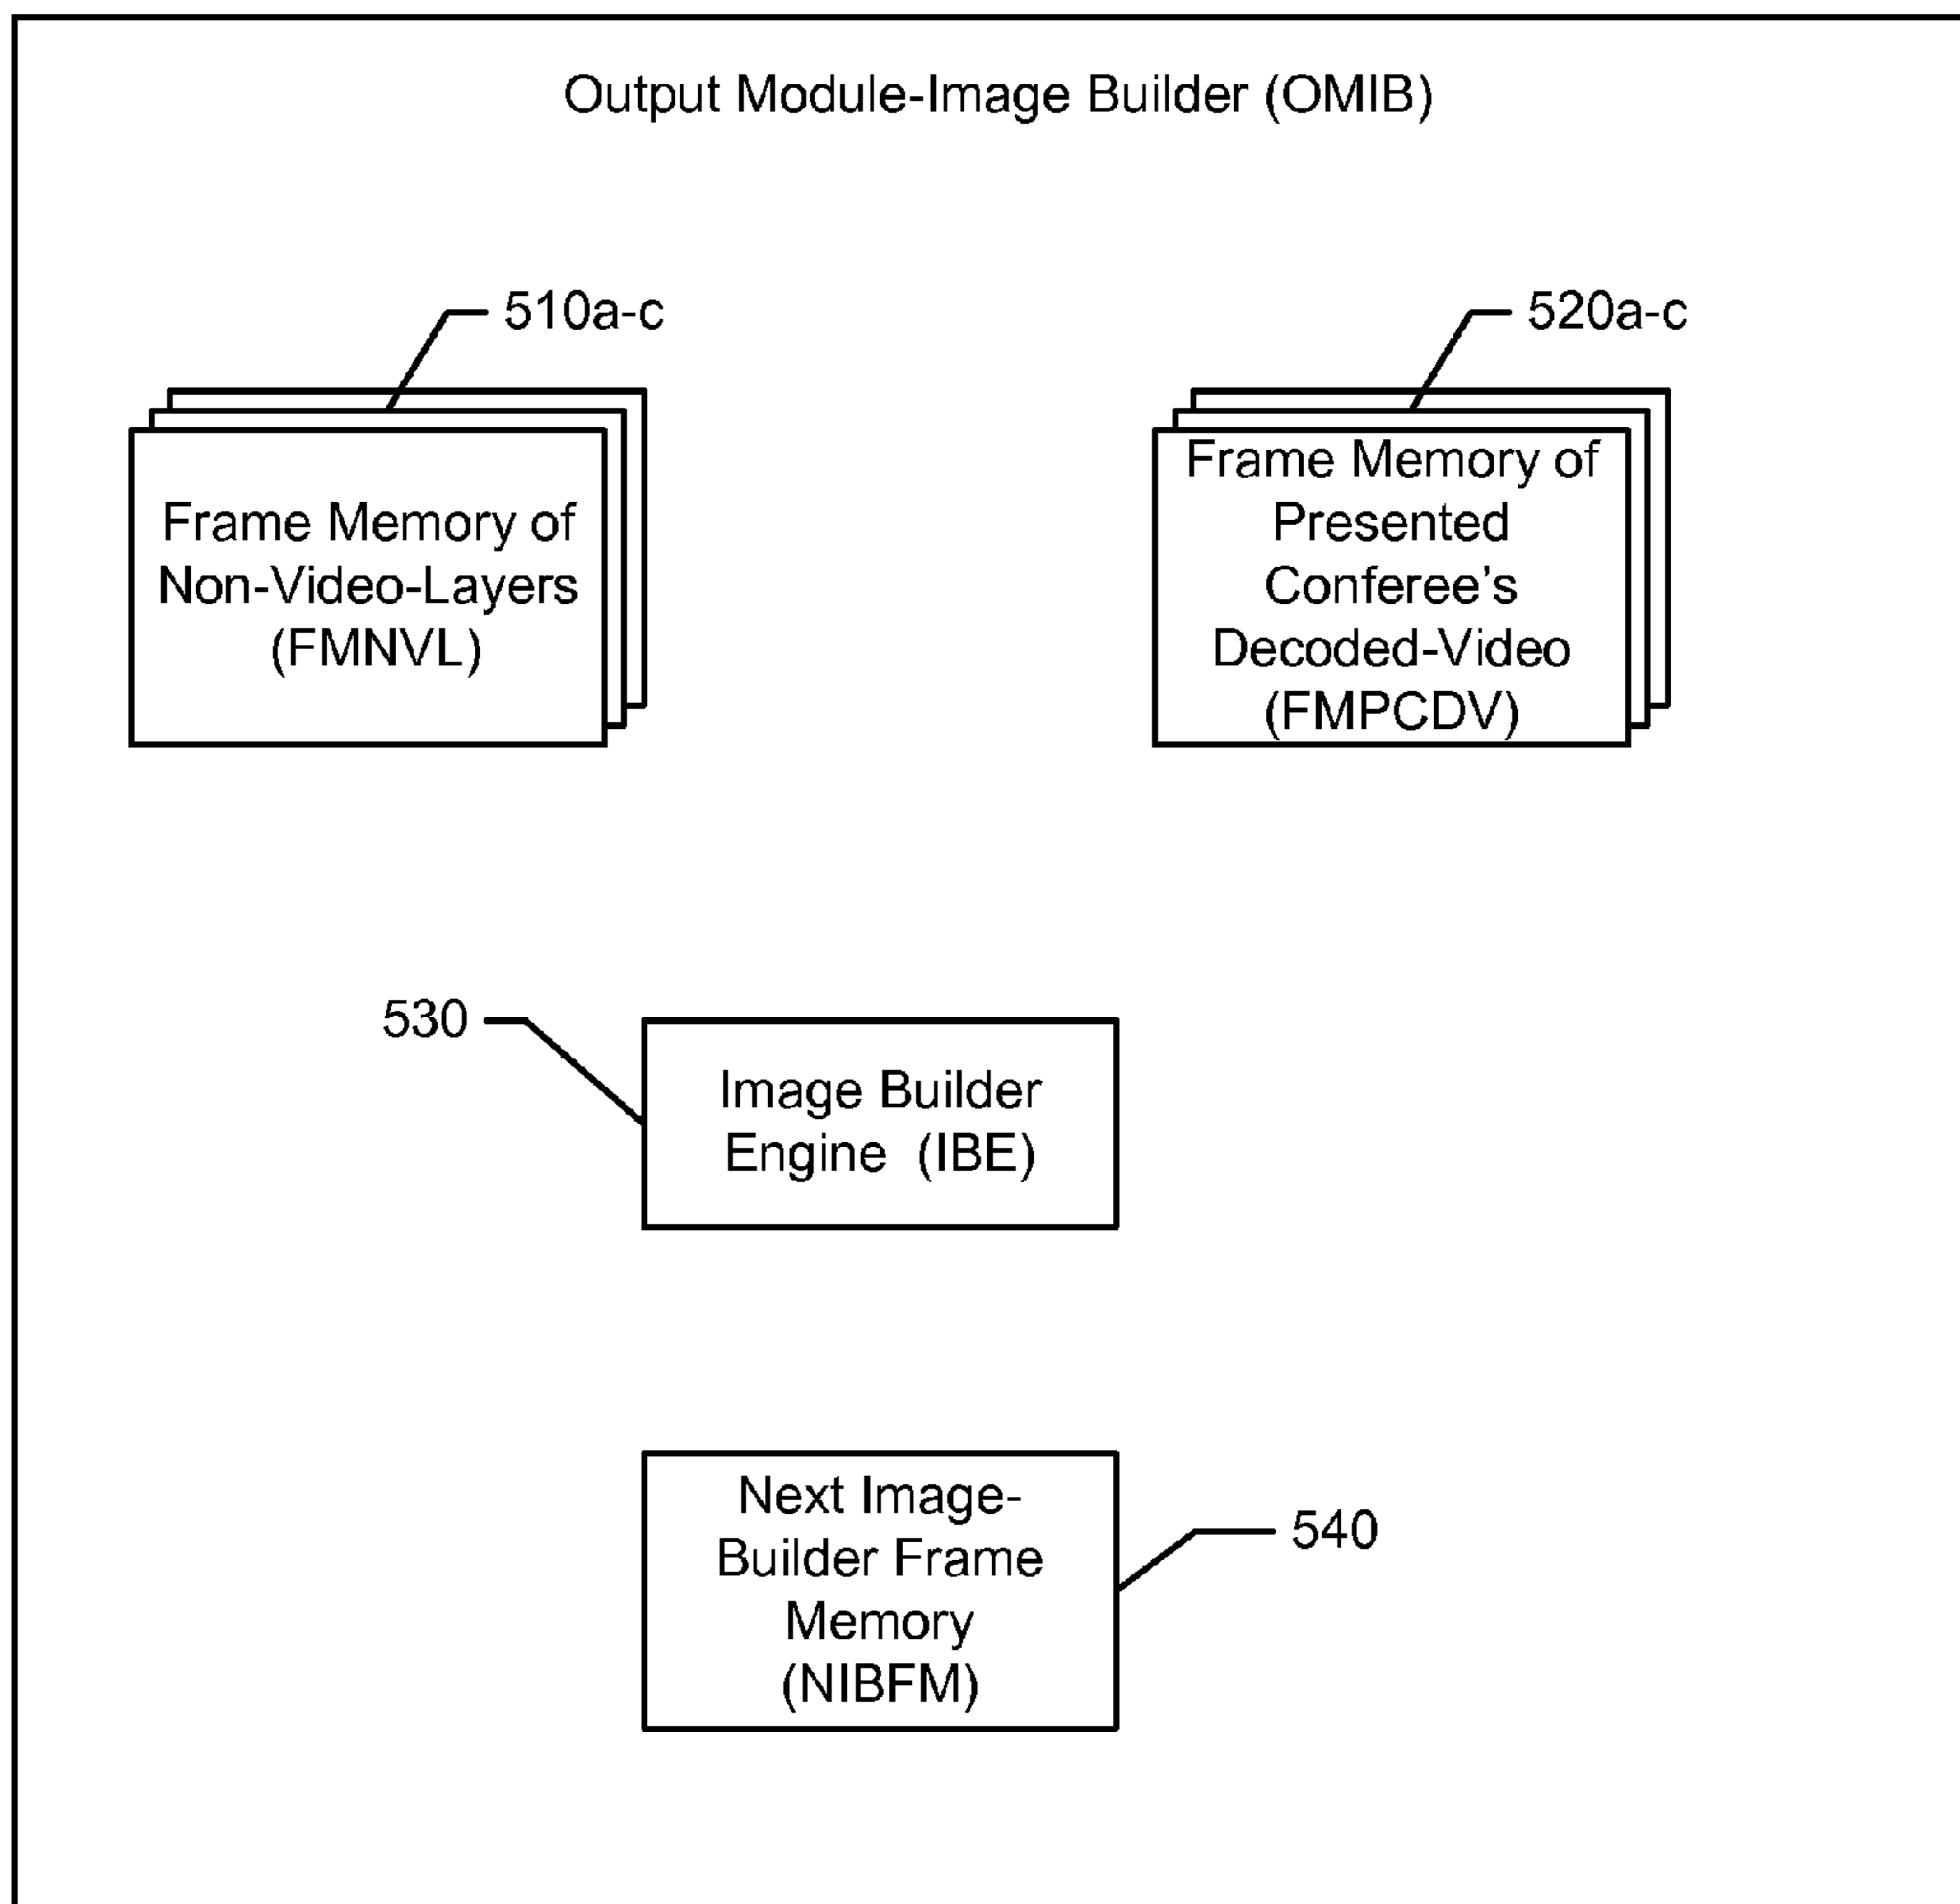 Output Module-Image Builder (OMIB)
510a-c
520a-c
Frame Memory of
Non-Video-Layers
(FMNVL)
Frame Memory of
Presented
Conferee's
Decoded-Video
(FMPCDV)
530
Image Builder
Engine (IBE)
Next Image-
Builder Frame
Memory
(NIBFM)
540